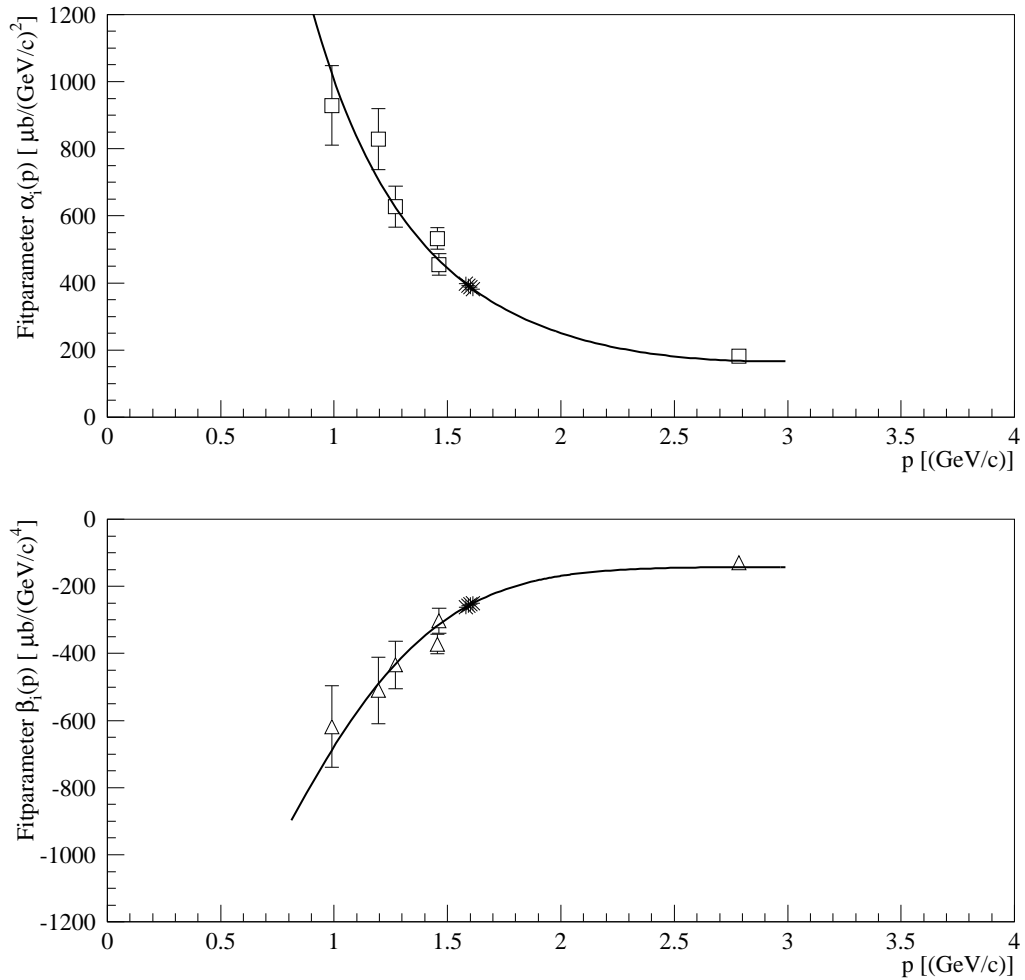 Fitparameter α_i(p) [ μb/(GeV/c)^2]
1200
1000
800
600
400
200
0
0 0.5 1 1.5 2 2.5 3 3.5 4
p [(GeV/c)]
Fitparameter β_i(p) [ μb/(GeV/c)^4]
0
-200
-400
-600
-800
-1000
-1200
0 0.5 1 1.5 2 2.5 3 3.5 4
p [(GeV/c)]